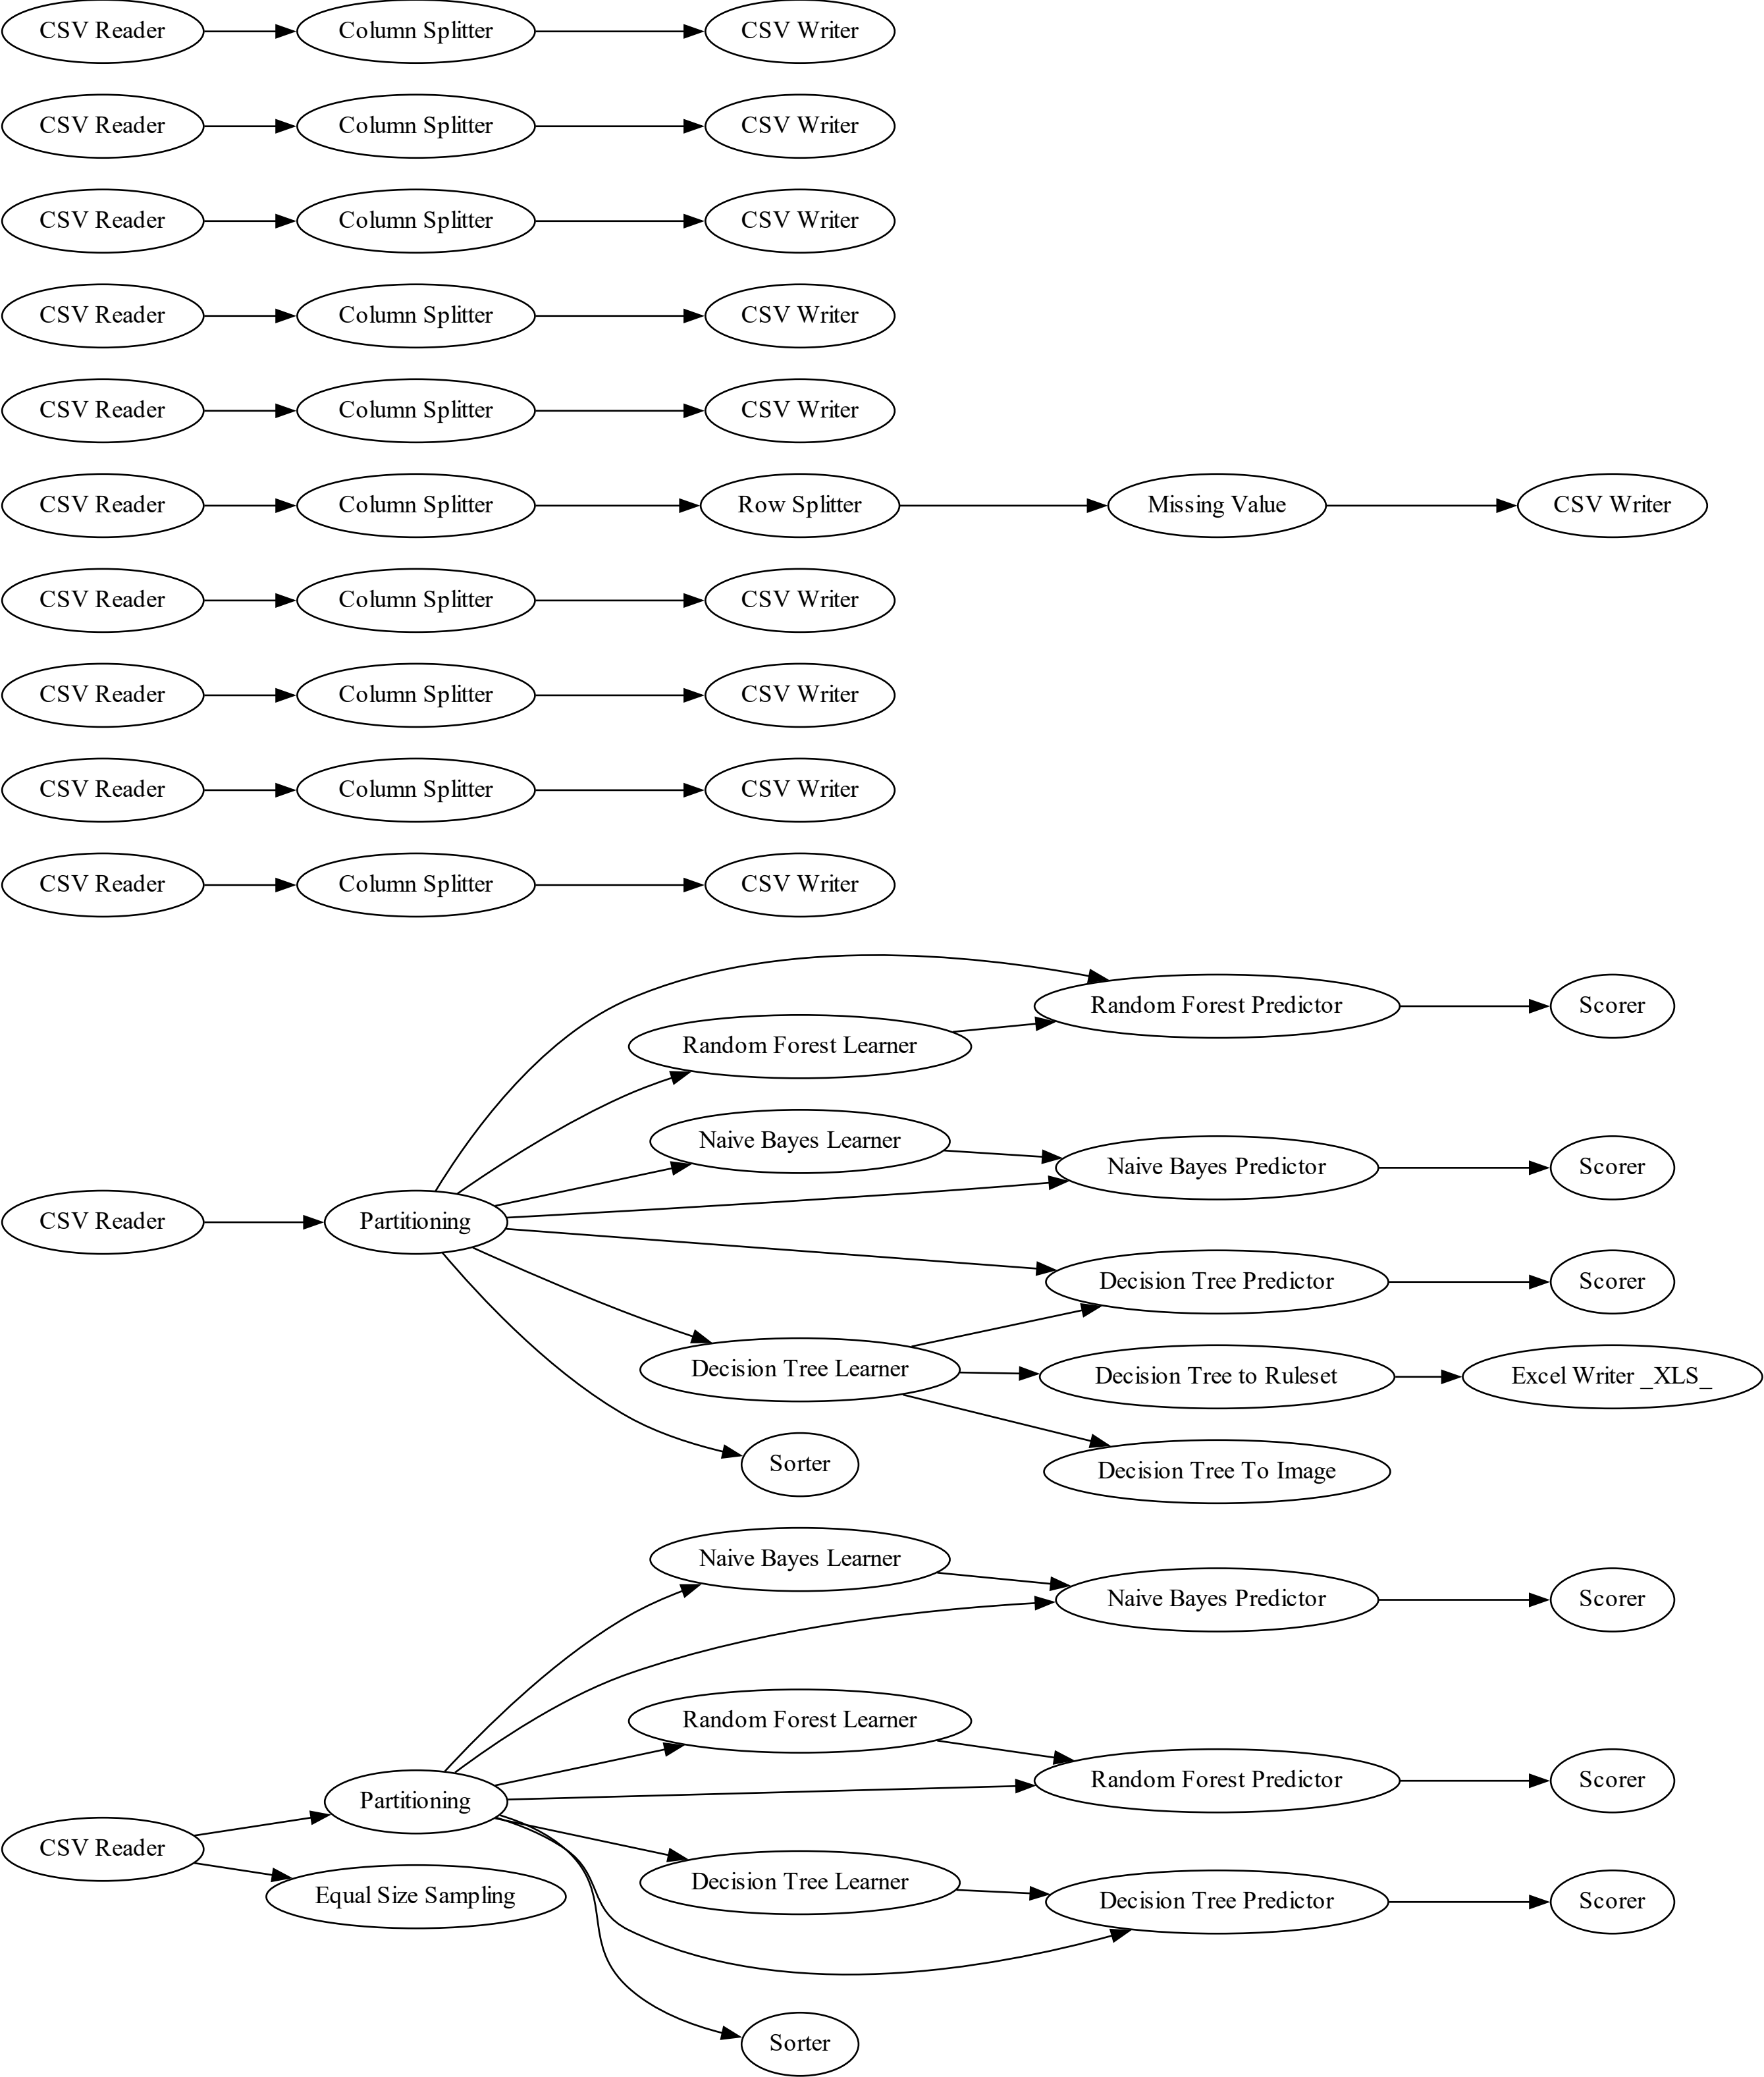 CSV Reader
Column Splitter
CSV Writer
CSV Reader
Column Splitter
CSV Writer
CSV Reader
Column Splitter
CSV Writer
CSV Reader
Column Splitter
CSV Writer
CSV Reader
Column Splitter
CSV Writer
CSV Reader
Column Splitter
Row Splitter
Missing Value
CSV Writer
CSV Reader
Column Splitter
CSV Writer
CSV Reader
Column Splitter
CSV Writer
CSV Reader
Column Splitter
CSV Writer
CSV Reader
Column Splitter
CSV Writer
Random Forest Predictor
Scorer
Random Forest Learner
Naive Bayes Learner
Naive Bayes Predictor
Scorer
CSV Reader
Partitioning
Decision Tree Predictor
Scorer
Decision Tree Learner
Decision Tree to Ruleset
Excel Writer _XLS_
Sorter
Decision Tree To Image
Naive Bayes Learner
Naive Bayes Predictor
Scorer
Random Forest Learner
Random Forest Predictor
Scorer
Partitioning
CSV Reader
Equal Size Sampling
Decision Tree Learner
Decision Tree Predictor
Scorer
Sorter